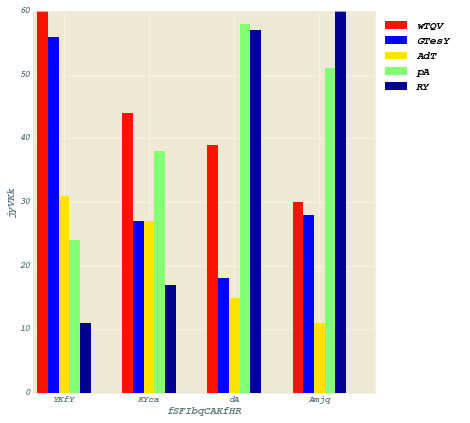 60
50
40
30
20
10
0
jyVKk
YKfY KYca dA Amjq
fSFIbqCAKfHR
wTQV
GTesY
AdT
pA
RY